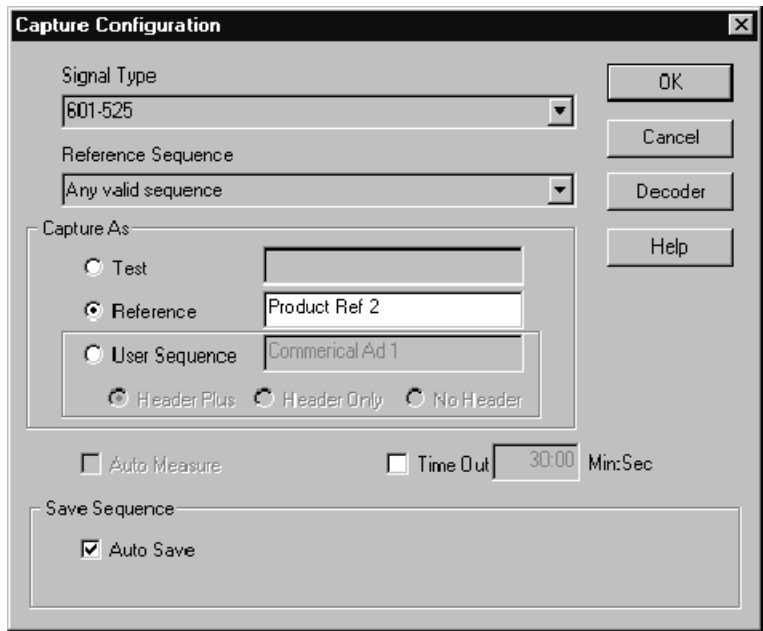 Capture Configuration
Signal Type
OK
601-525
Cancel
Reference Sequence
Any valid sequence
Decoder
Capture As
Help
Test
Reference
Product Ref 2
User Sequence
Commerical Ad 1
Header Plus
Header Only
No Header
Auto Measure
Time Out
30:00
Min:Sec
Save Sequence
Auto Save